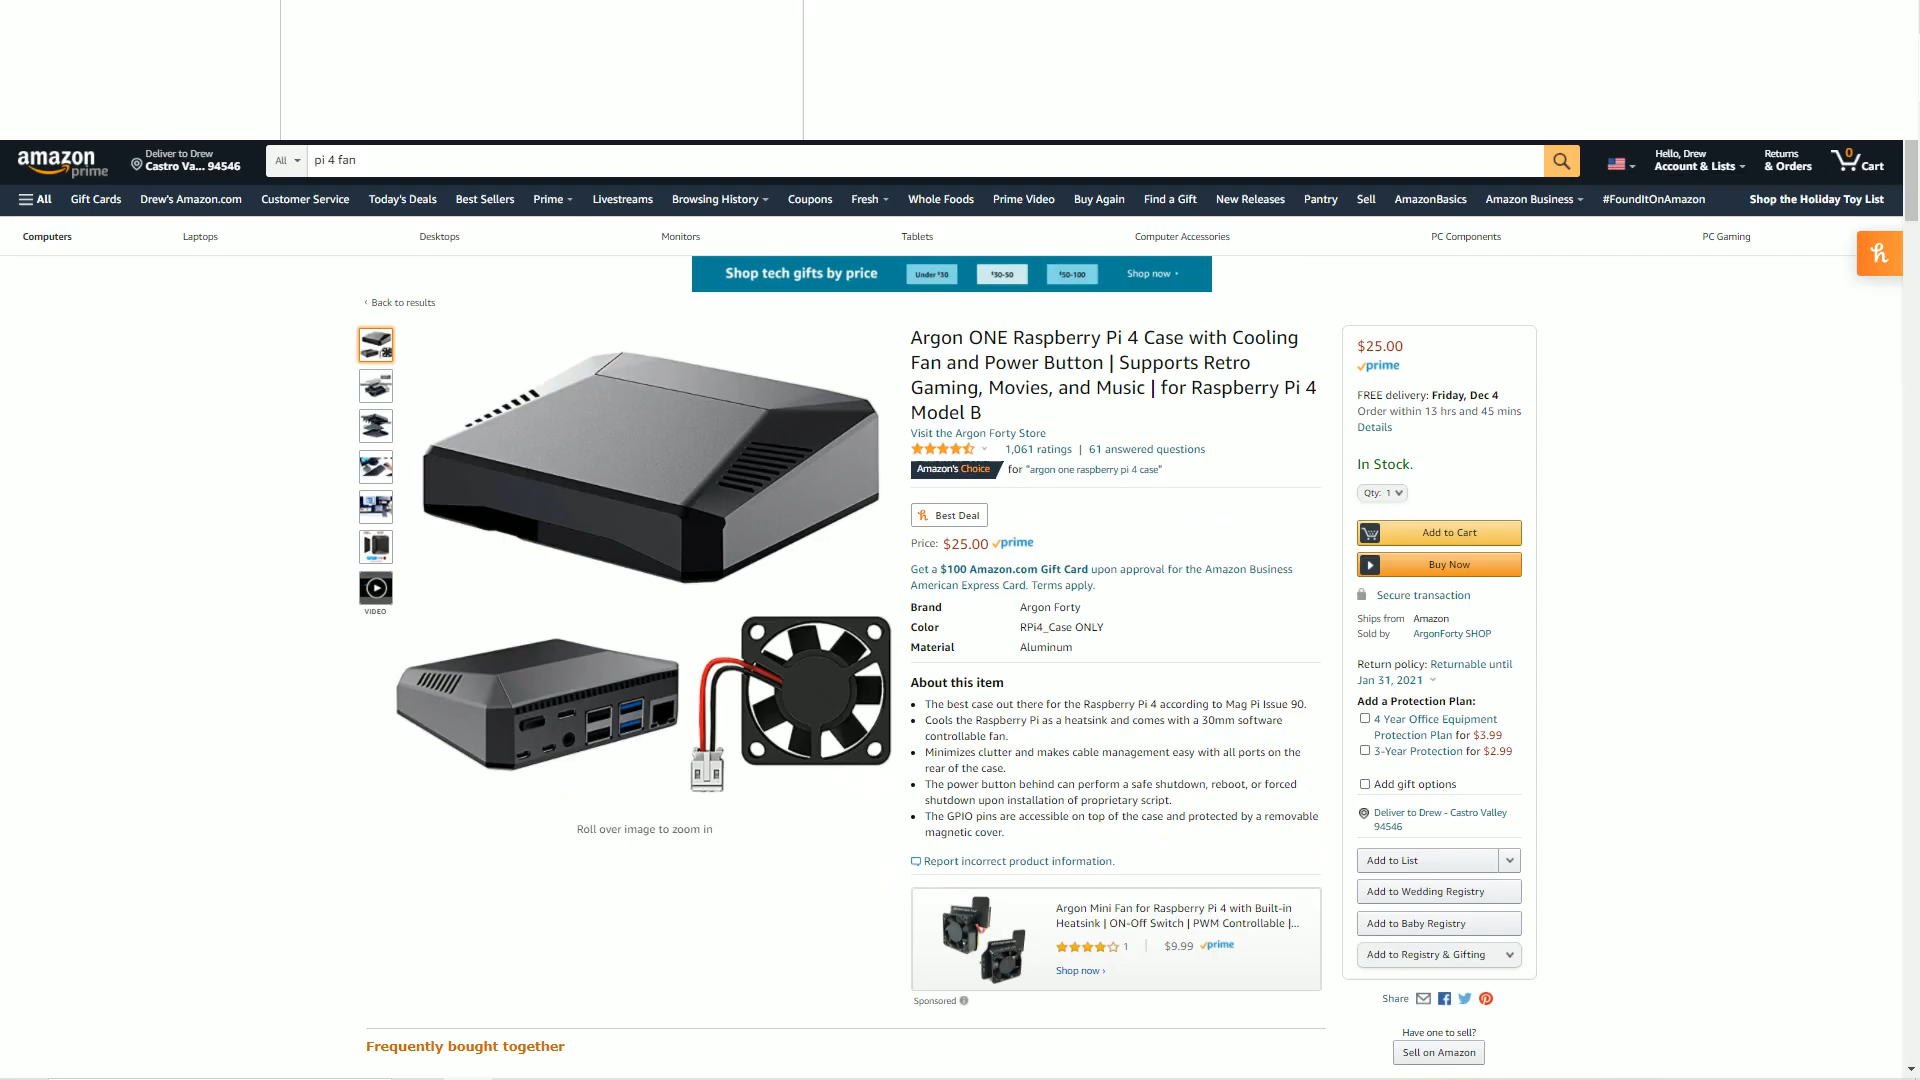 amazon
prime
Deliver to Drew
Castro Va... 94546
All
pi 4 fan
Hello, Drew
Account & Lists
Returns
& Orders
0
Cart
All
Gift Cards
Drew's Amazon.com
Customer Service
Today's Deals
Best Sellers
Prime
Livestreams
Browsing History
Coupons
Fresh
Whole Foods
Prime Video
Buy Again
Find a Gift
New Releases
Pantry
Sell
AmazonBasics
Amazon Business
#FoundItOnAmazon
Shop the Holiday Toy List
Computers
Laptops
Desktops
Monitors
Tablets
Computer Accessories
PC Components
PC Gaming
Shop tech gifts by price
Under $30
$30-50
$50-100
Shop now
‹ Back to results
VIDEO
Roll over image to zoom in
Argon ONE Raspberry Pi 4 Case with Cooling
Fan and Power Button | Supports Retro
Gaming, Movies, and Music | for Raspberry Pi 4
Model B
Visit the Argon Forty Store
1,061 ratings | 61 answered questions
Amazon's Choice for "argon one raspberry pi 4 case"
Best Deal
Price: $25.00 prime
Get a $100 Amazon.com Gift Card upon approval for the Amazon Business
American Express Card. Terms apply.
Brand Argon Forty
Color RPi4_Case ONLY
Material Aluminum
About this item
The best case out there for the Raspberry Pi 4 according to Mag Pi Issue 90.
Cools the Raspberry Pi as a heatsink and comes with a 30mm software
controllable fan.
Minimizes clutter and makes cable management easy with all ports on the
rear of the case.
The power button behind can perform a safe shutdown, reboot, or forced
shutdown upon installation of proprietary script.
The GPIO pins are accessible on top of the case and protected by a removable
magnetic cover.
Report incorrect product information.
Argon Mini Fan for Raspberry Pi 4 with Built-in
Heatsink | ON-Off Switch | PWM Controllable |...
1 | $9.99 prime
Shop now ›
Sponsored
$25.00
prime
FREE delivery: Friday, Dec 4
Order within 13 hrs and 45 mins
Details
In Stock.
Qty: 1
Add to Cart
Buy Now
Secure transaction
Ships from Amazon
Sold by ArgonForty SHOP
Return policy: Returnable until
Jan 31, 2021
Add a Protection Plan:
4 Year Office Equipment
Protection Plan for $3.99
3-Year Protection for $2.99
Add gift options
Deliver to Drew - Castro Valley
94546
Add to List
Add to Wedding Registry
Add to Baby Registry
Add to Registry & Gifting
Share
Have one to sell?
Sell on Amazon
Frequently bought together